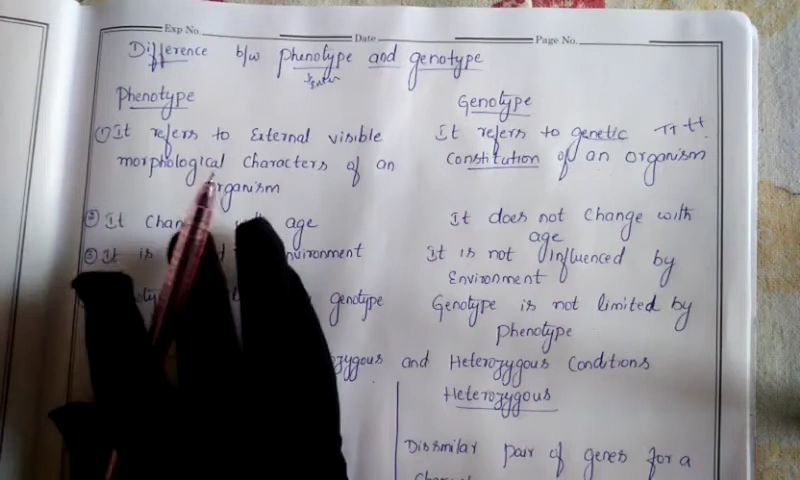 Exp No.
Date
Page No.
Difference b/w phenotype and genotype
Phenotype
Genotype
① It refers to External visible
morphological characters of an
organism
It refers to genetic TT tt.
constitution of an organism
② It age
It does not change with
age
③ It is environment
It is not influenced by
Environment
genotype
Genotype is not limited by
Phenotype
and Heterozygous Conditions
Heterozygous
Dissimilar pair of genes for a